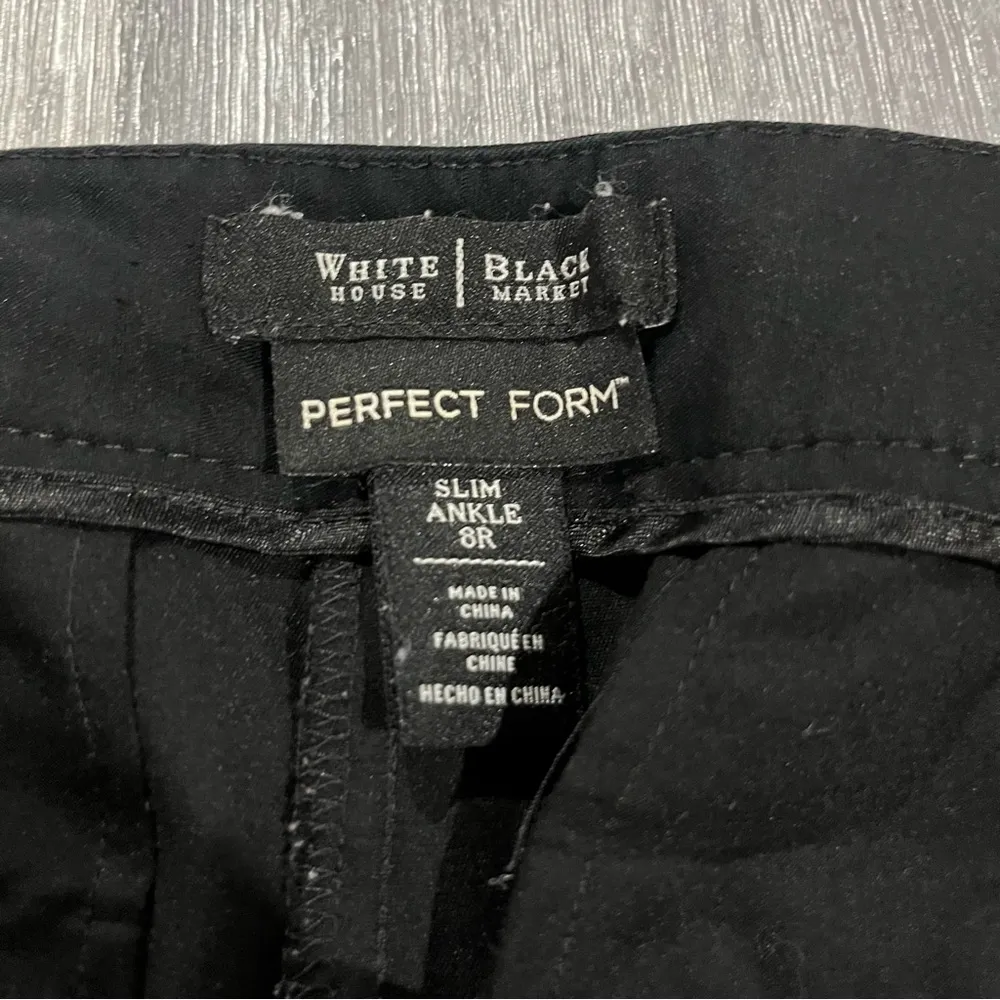 WHITE | BLACK
HOUSE | MARKET
PERFECT FORM™
SLIM
ANKLE
8R
MADE IN
CHINA
FABRIQUÉ EN
CHINE
HECHO EN CHINA